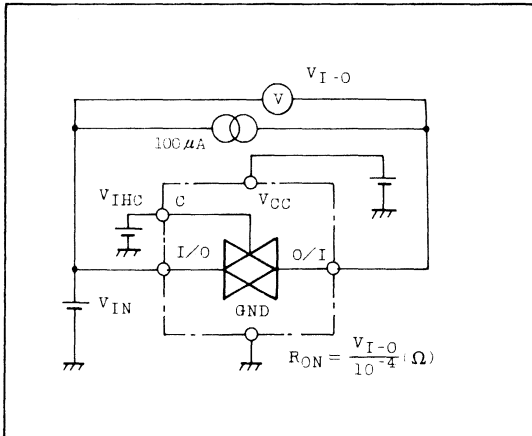 V_I-O
V
100μA
V_IHC
C
V_CC
I/O
O/I
V_IN
GND
R_ON = V_I-O / 10^-4 (Ω)